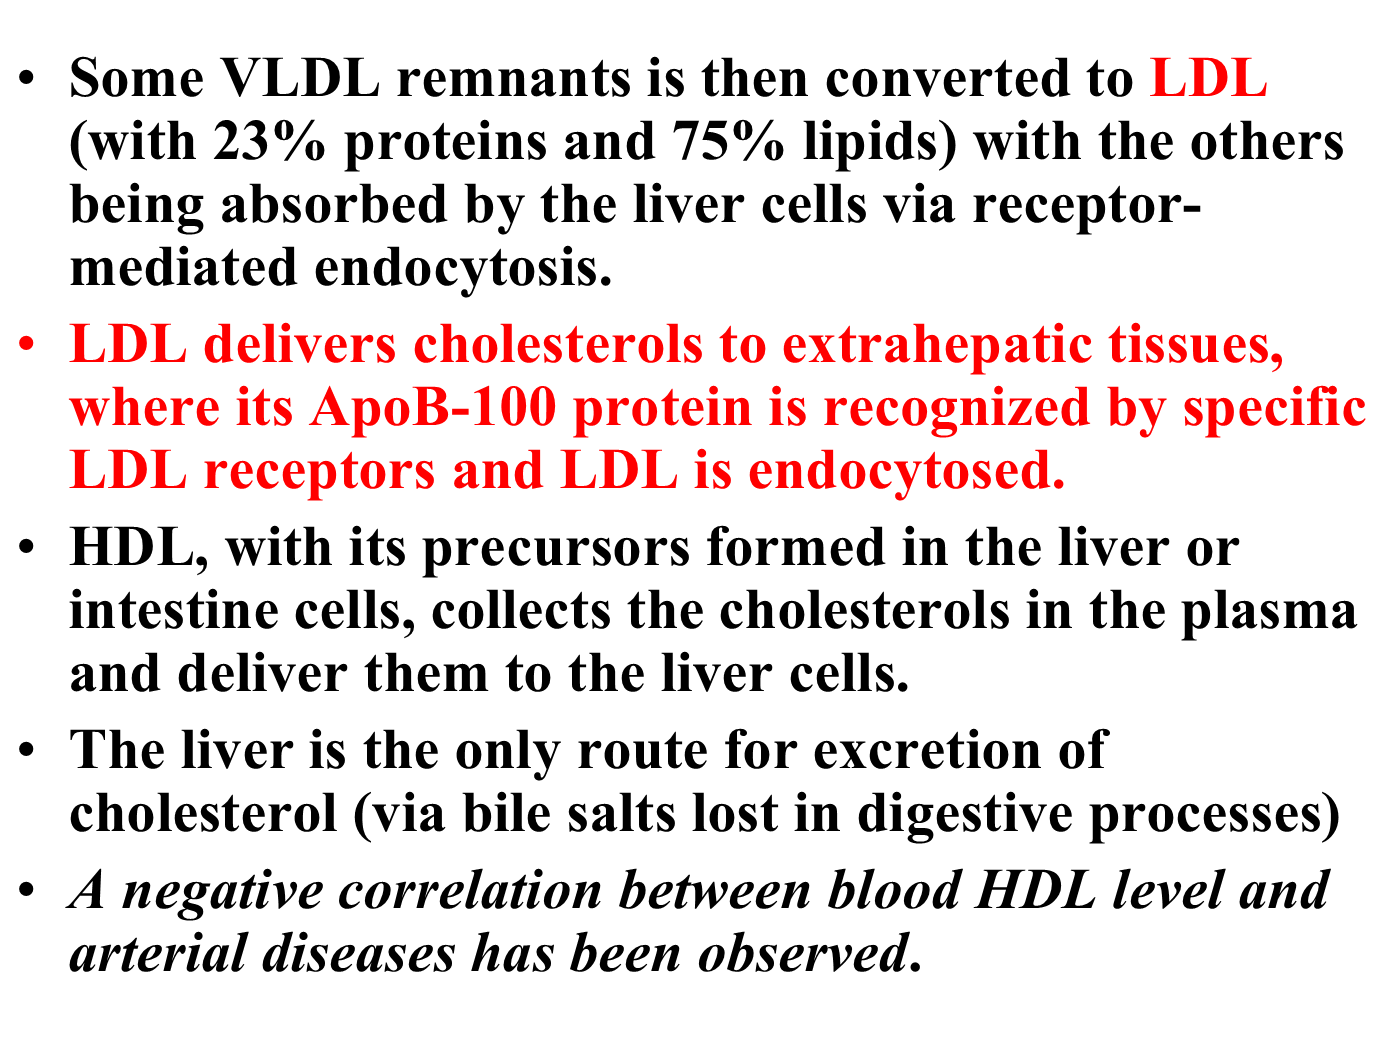 • Some VLDL remnants is then converted to LDL
(with 23% proteins and 75% lipids) with the others
being absorbed by the liver cells via receptor-
mediated endocytosis.
• LDL delivers cholesterols to extrahepatic tissues,
where its ApoB-100 protein is recognized by specific
LDL receptors and LDL is endocytosed.
• HDL, with its precursors formed in the liver or
intestine cells, collects the cholesterols in the plasma
and deliver them to the liver cells.
• The liver is the only route for excretion of
cholesterol (via bile salts lost in digestive processes)
• A negative correlation between blood HDL level and
arterial diseases has been observed.